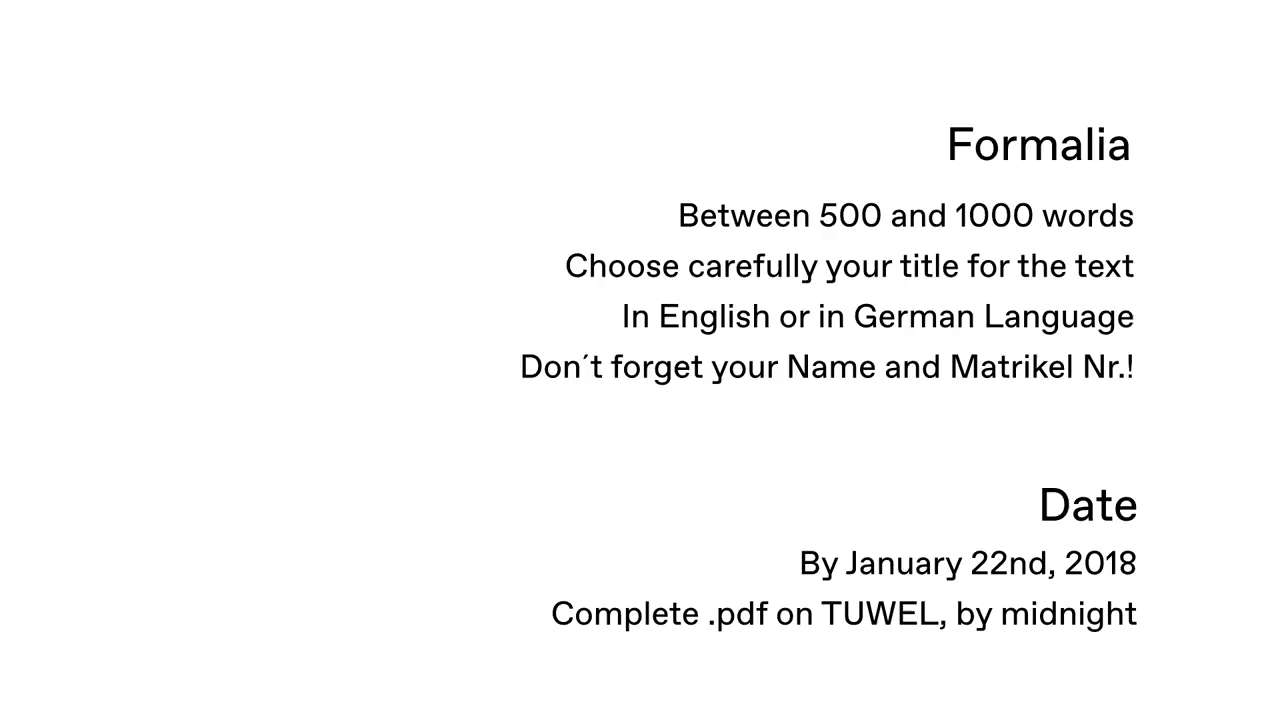 Formalia
Between 500 and 1000 words
Choose carefully your title for the text
In English or in German Language
Don´t forget your Name and Matrikel Nr.!
Date
By January 22nd, 2018
Complete .pdf on TUWEL, by midnight